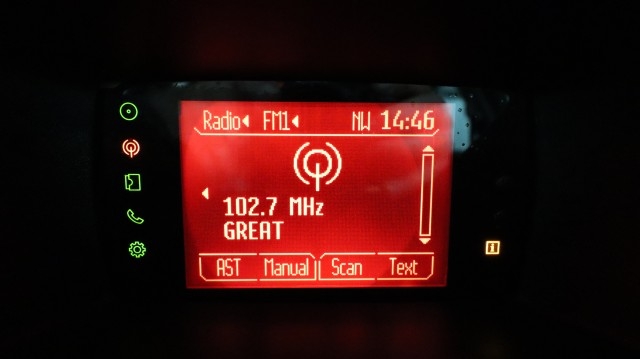 Radio FM1 NW 14:46
102.7 MHz
GREAT
AST Manual Scan Text